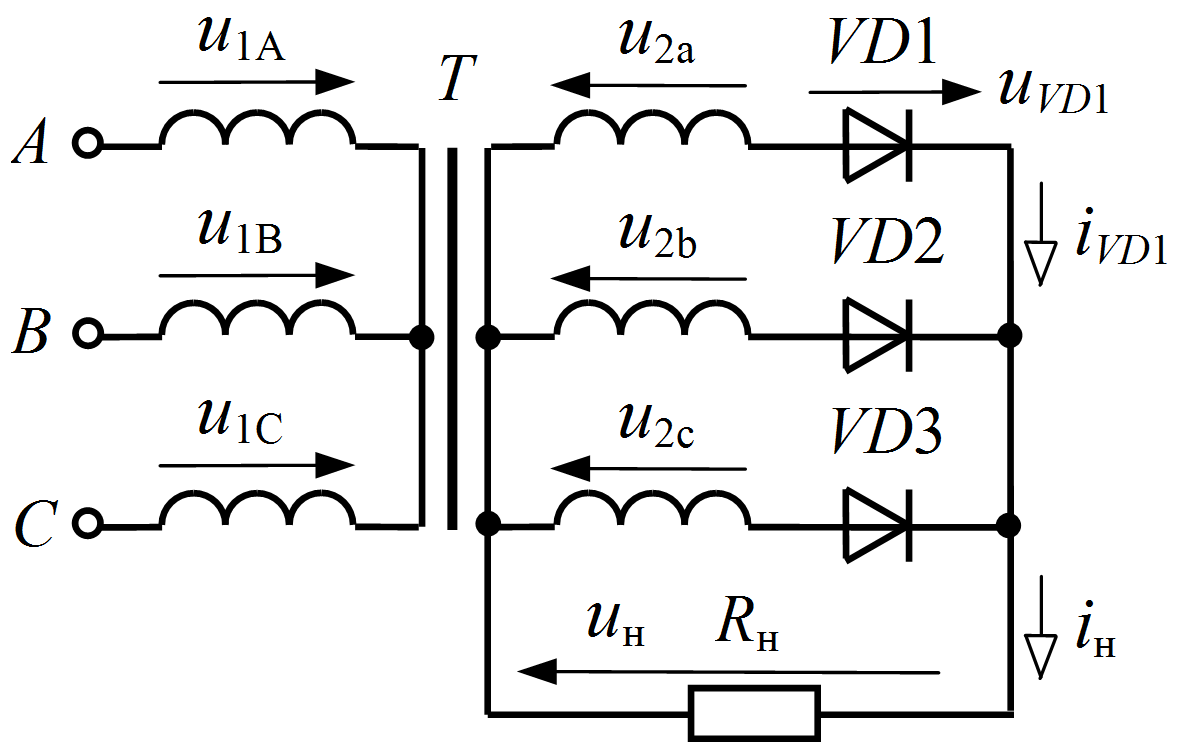 u1A T u2a VD1 uVD1
A
u1B u2b VD2 iVD1
B
u1C u2c VD3
C
uн Rн iн